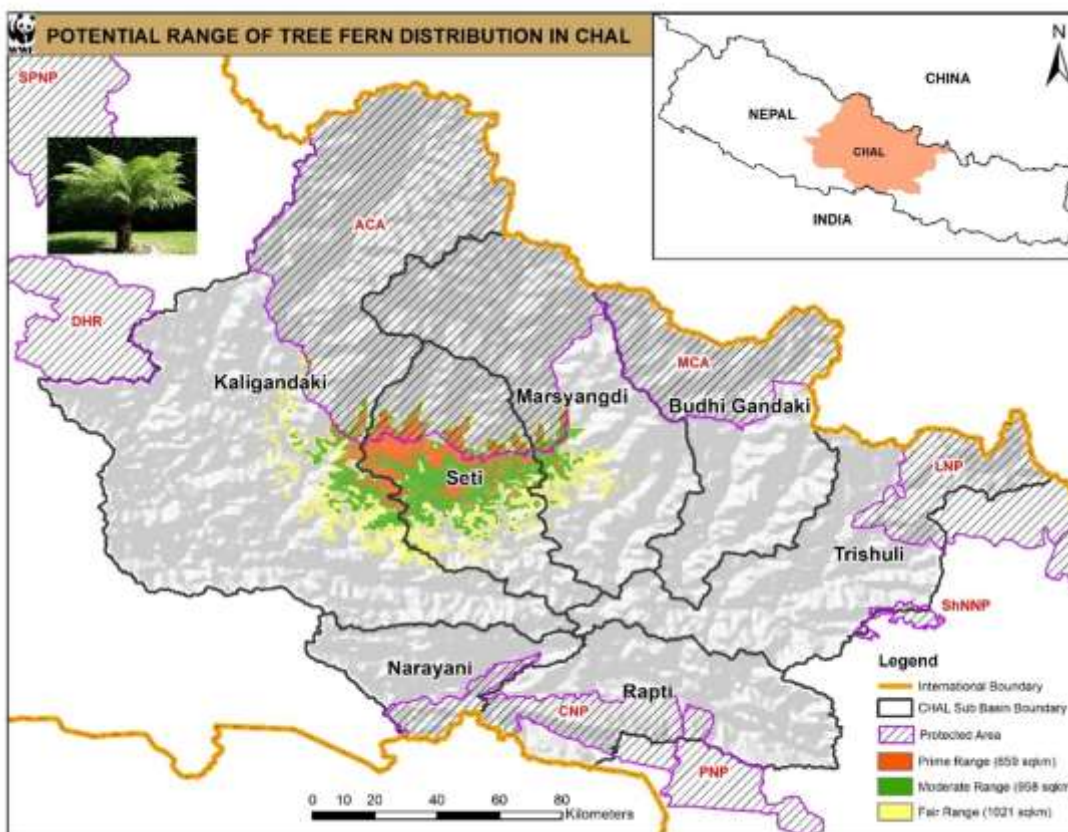 WWF
POTENTIAL RANGE OF TREE FERN DISTRIBUTION IN CHAL
N
CHINA
NEPAL
CHAL
INDIA
SPNP
ACA
DHR
MCA
Kaligandaki
Marsyangdi
Budhi Gandaki
LNP
Seti
Trishuli
ShNNP
Narayani
Rapti
CNP
PNP
Legend
International Boundary
CHAL Sub Basin Boundary
Protected Area
Prime Range (659 sqkm)
Moderate Range (958 sqkm
Fair Range (1021 sqkm)
0 10 20 40 60 80
Kilometers